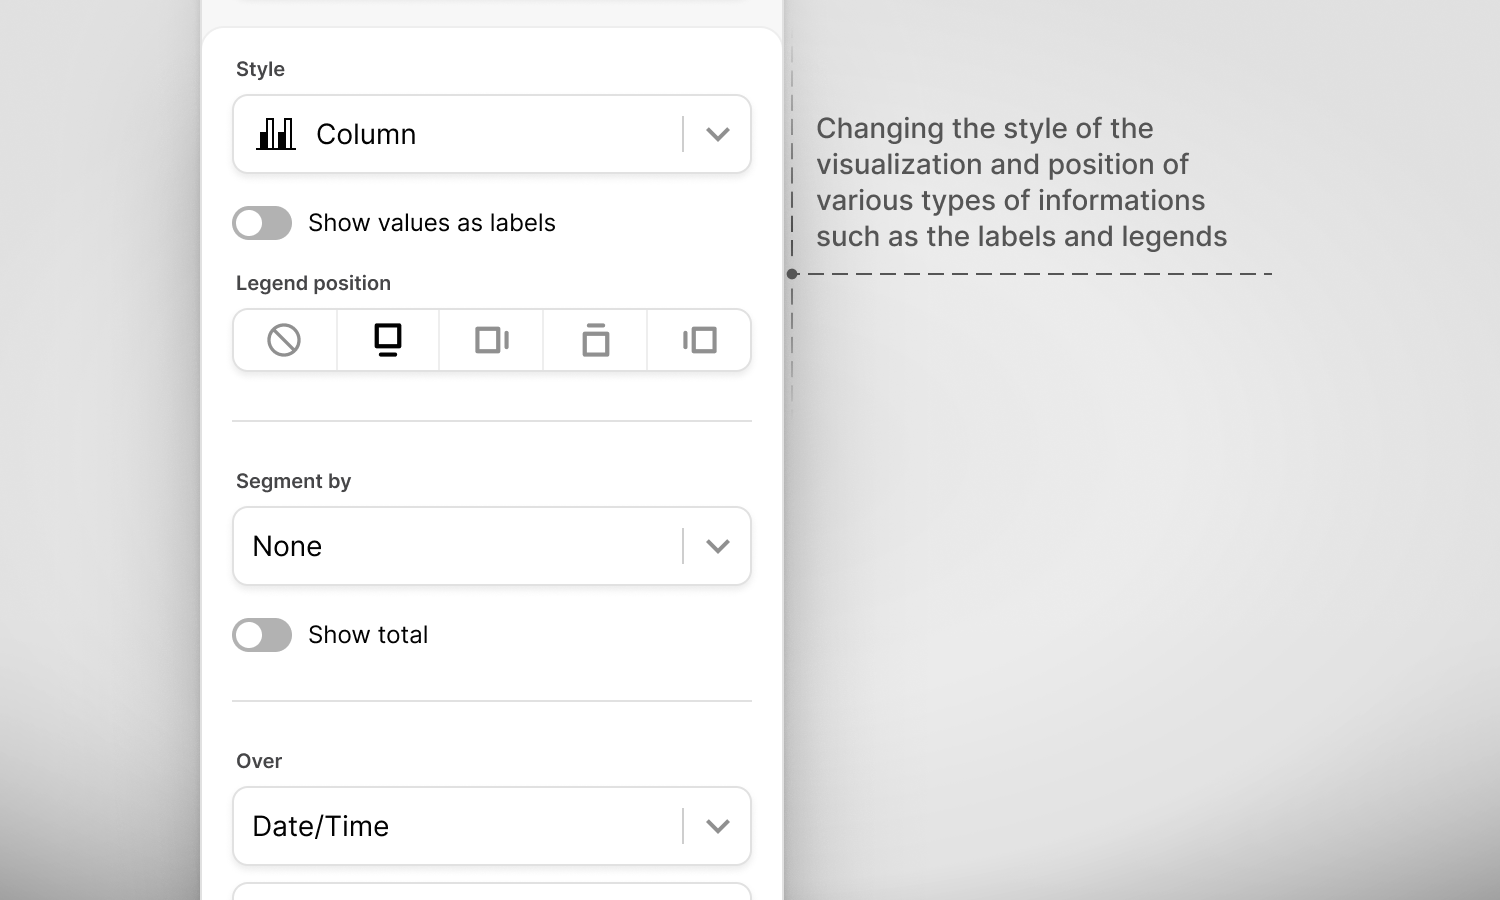 Style
Column
Show values as labels
Legend position
Segment by
None
Show total
Over
Date/Time
Changing the style of the
visualization and position of
various types of informations
such as the labels and legends